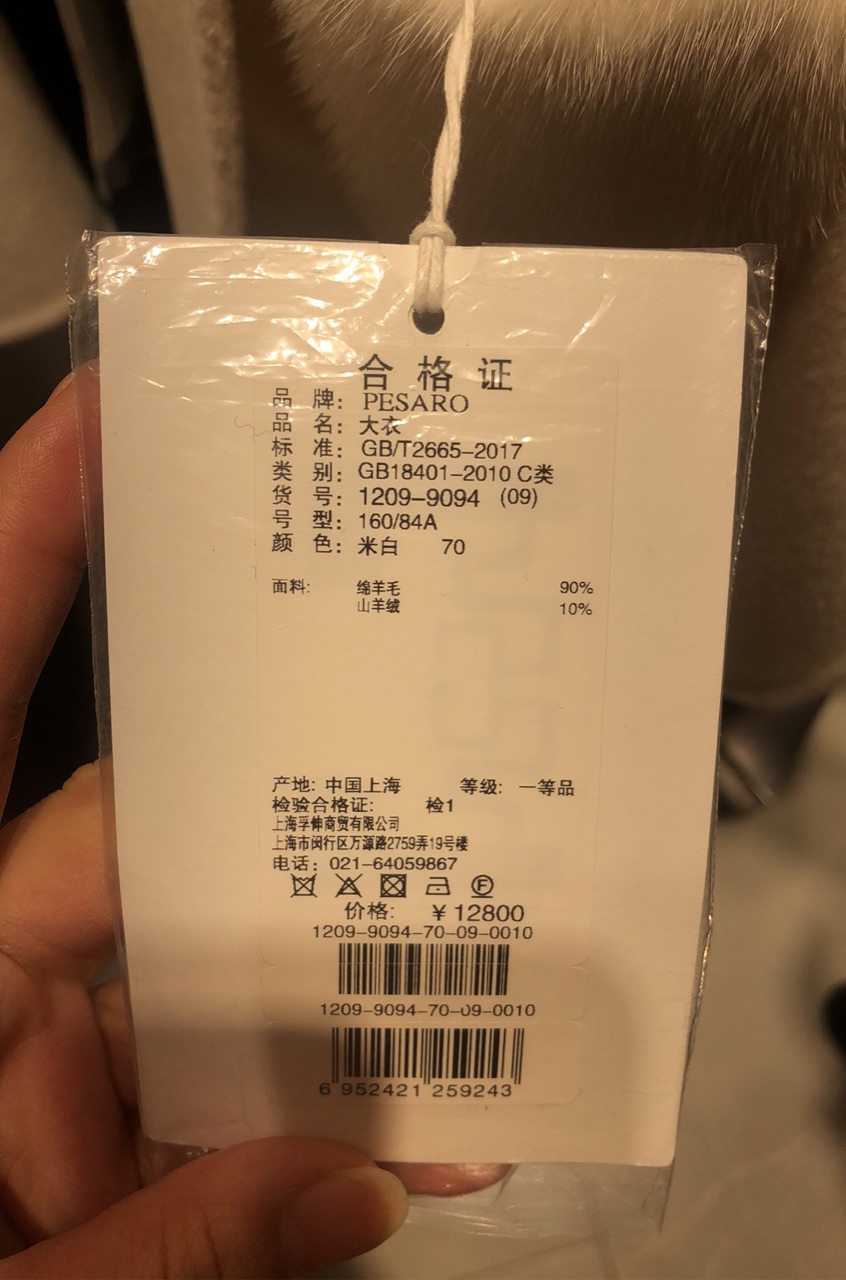 合格证
品 牌: PESARO
品 名: 大衣
标 准: GB/T2665-2017
类 别: GB18401-2010 C类
货 号: 1209-9094 (09)
号 型: 160/84A
颜 色: 米白 70
面料: 绵羊毛 90%
山羊绒 10%
产地: 中国上海 等级: 一等品
检验合格证: 检1
上海孚伸商贸有限公司
上海市闵行区万源路2759弄19号楼
电话: 021-64059867
价格: ¥12800
1209-9094-70-09-0010
1209-9094-70-09-0010
6 952421 259243